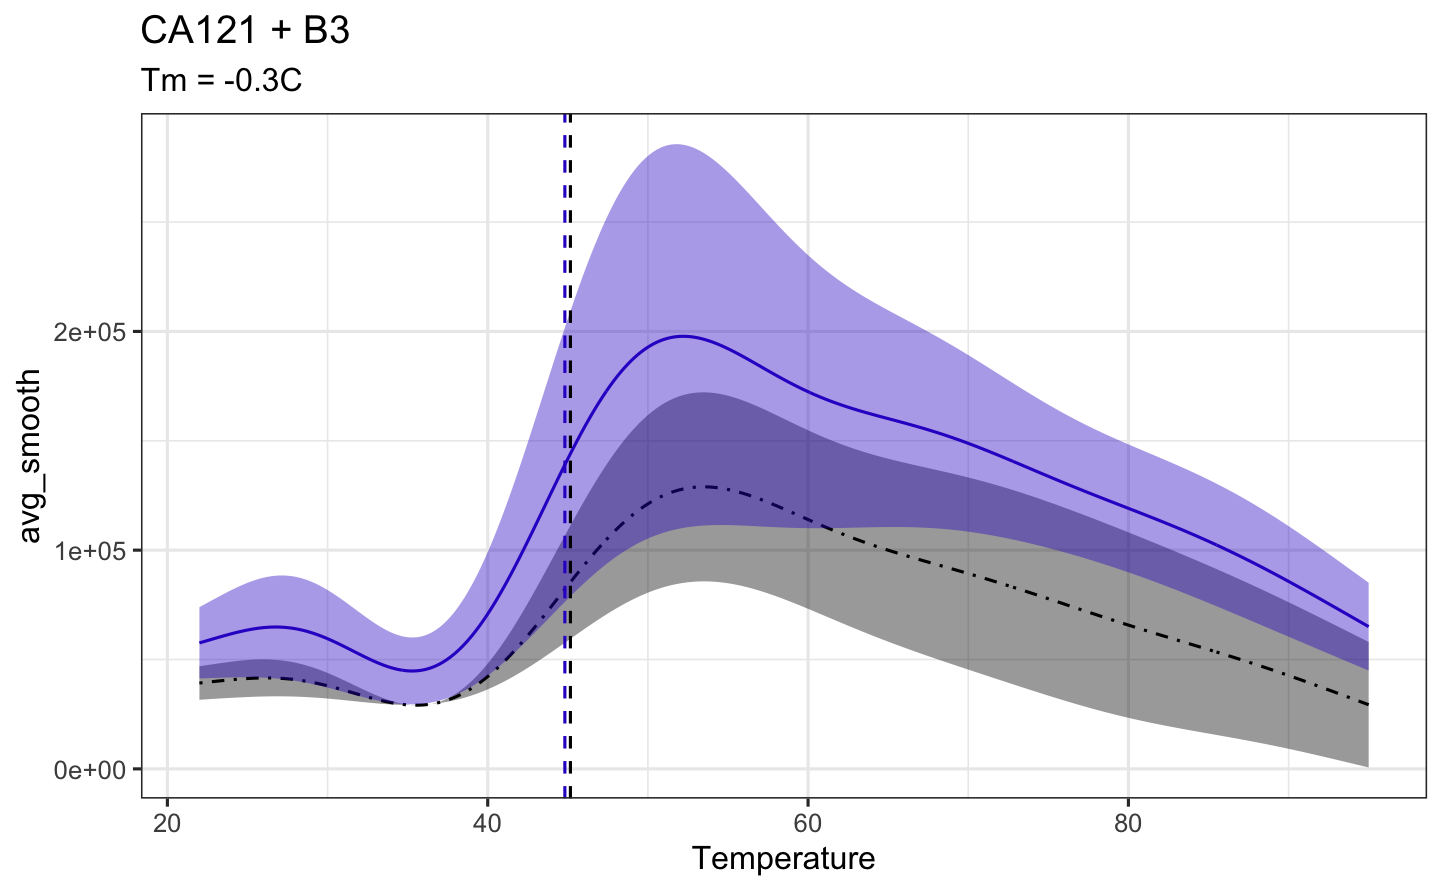 CA121 + B3
Tm = -0.3C
avg_smooth
2e+05
1e+05
0e+00
20 40 60 80
Temperature